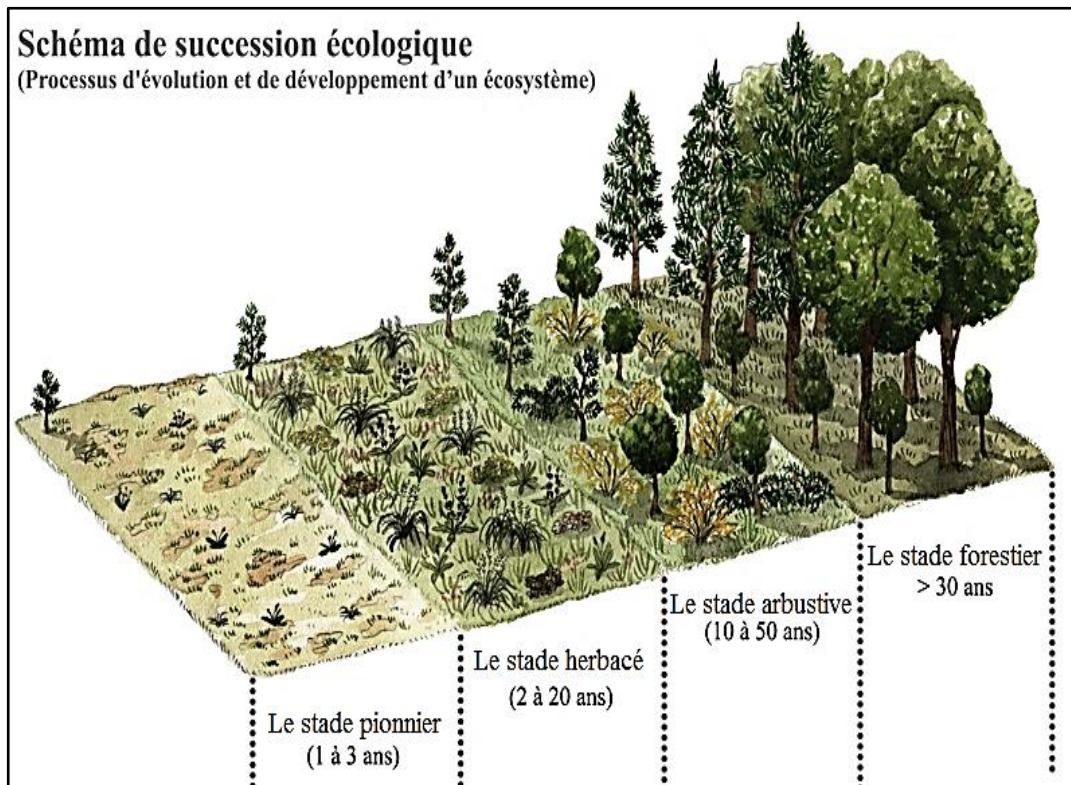 Schéma de succession écologique
(Processus d'évolution et de développement d'un écosystème)
Le stade pionnier
(1 à 3 ans)
Le stade herbacé
(2 à 20 ans)
Le stade arbustive
(10 à 50 ans)
Le stade forestier
> 30 ans